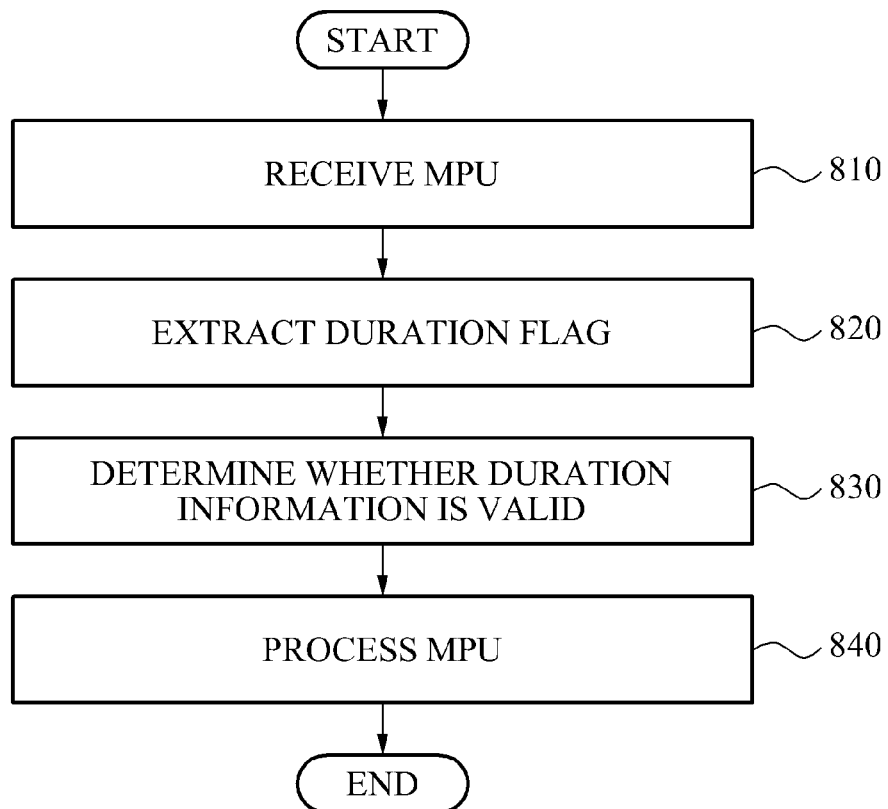 START
RECEIVE MPU
810
EXTRACT DURATION FLAG
820
DETERMINE WHETHER DURATION
INFORMATION IS VALID
830
PROCESS MPU
840
END